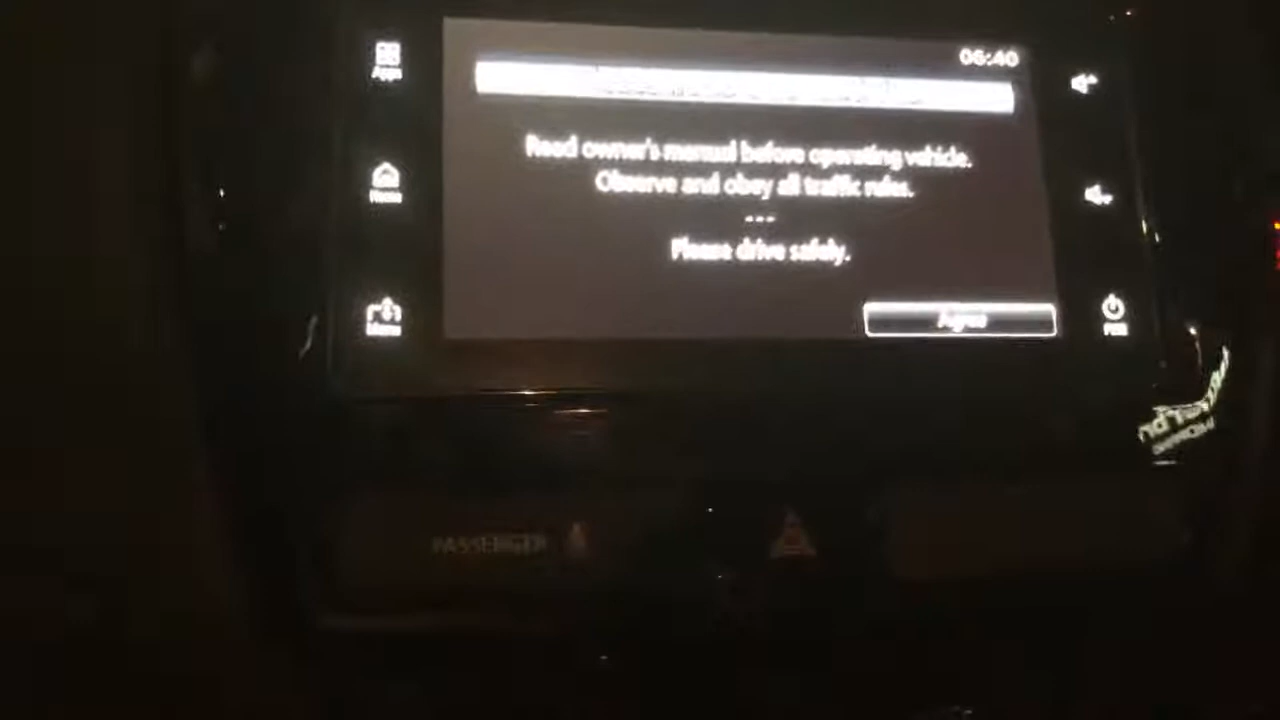 06:40
Apps
Read owner's manual before operating vehicle.
Observe and obey all traffic rules.
---
Home
Please drive safely.
Menu
Agree
PASSENGER